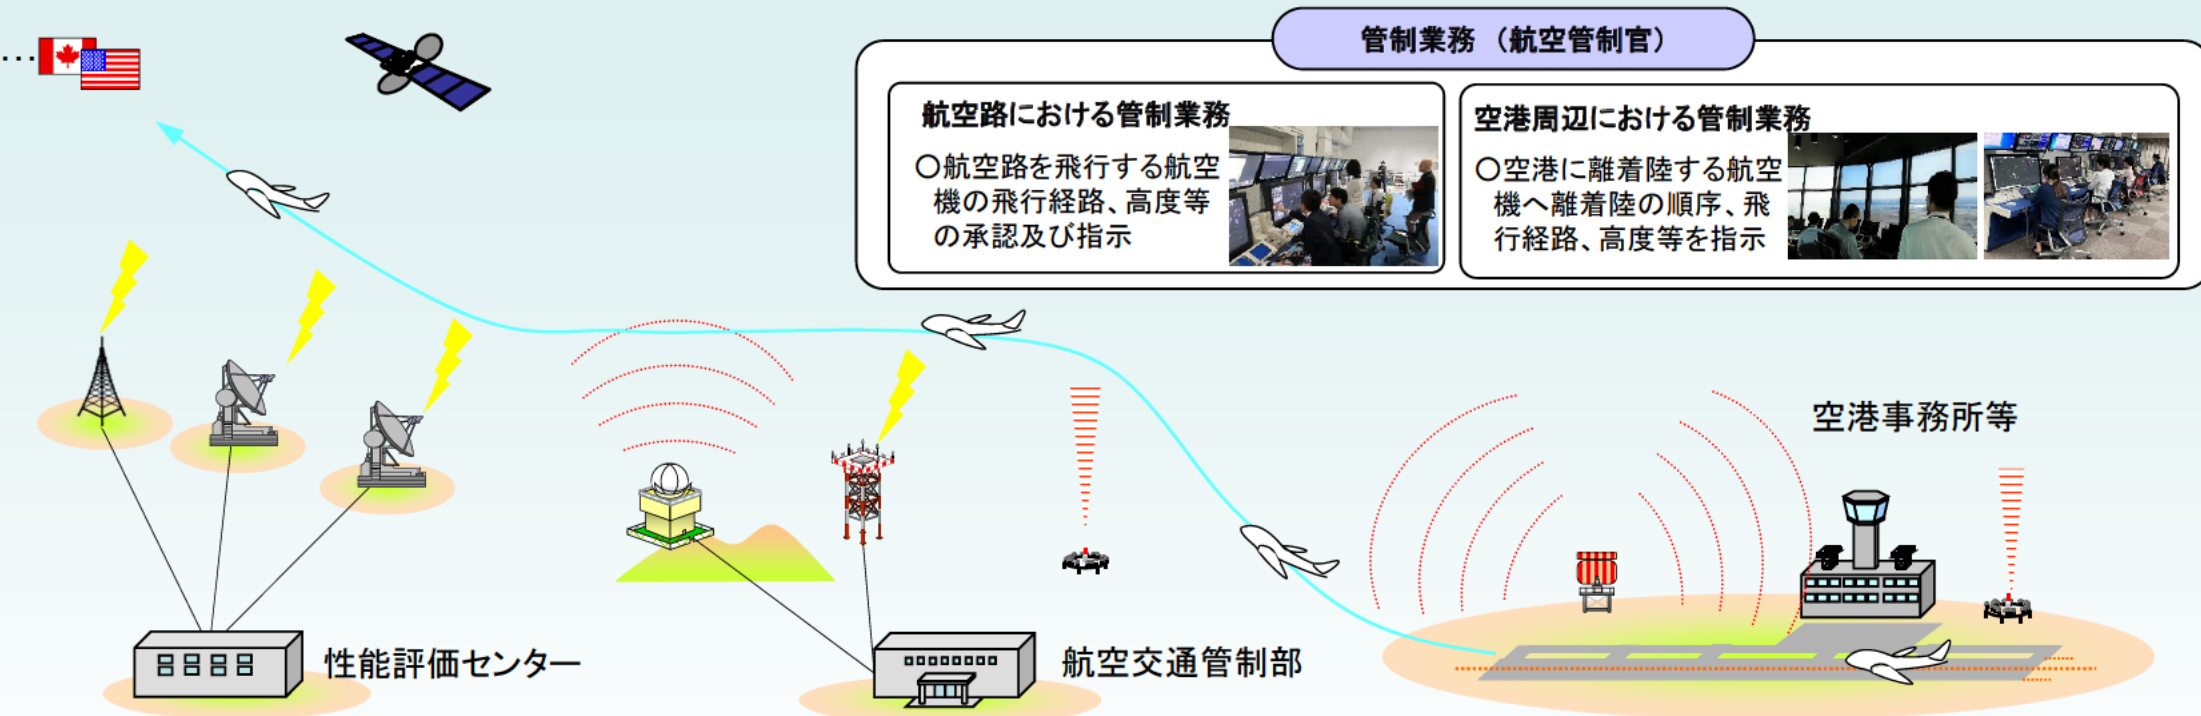 …
管制業務 （航空管制官）
航空路における管制業務
○航空路を飛行する航空
機の飛行経路、高度等
の承認及び指示
空港周辺における管制業務
○空港に離着陸する航空
機へ離着陸の順序、飛
行経路、高度等を指示
空港事務所等
性能評価センター
航空交通管制部